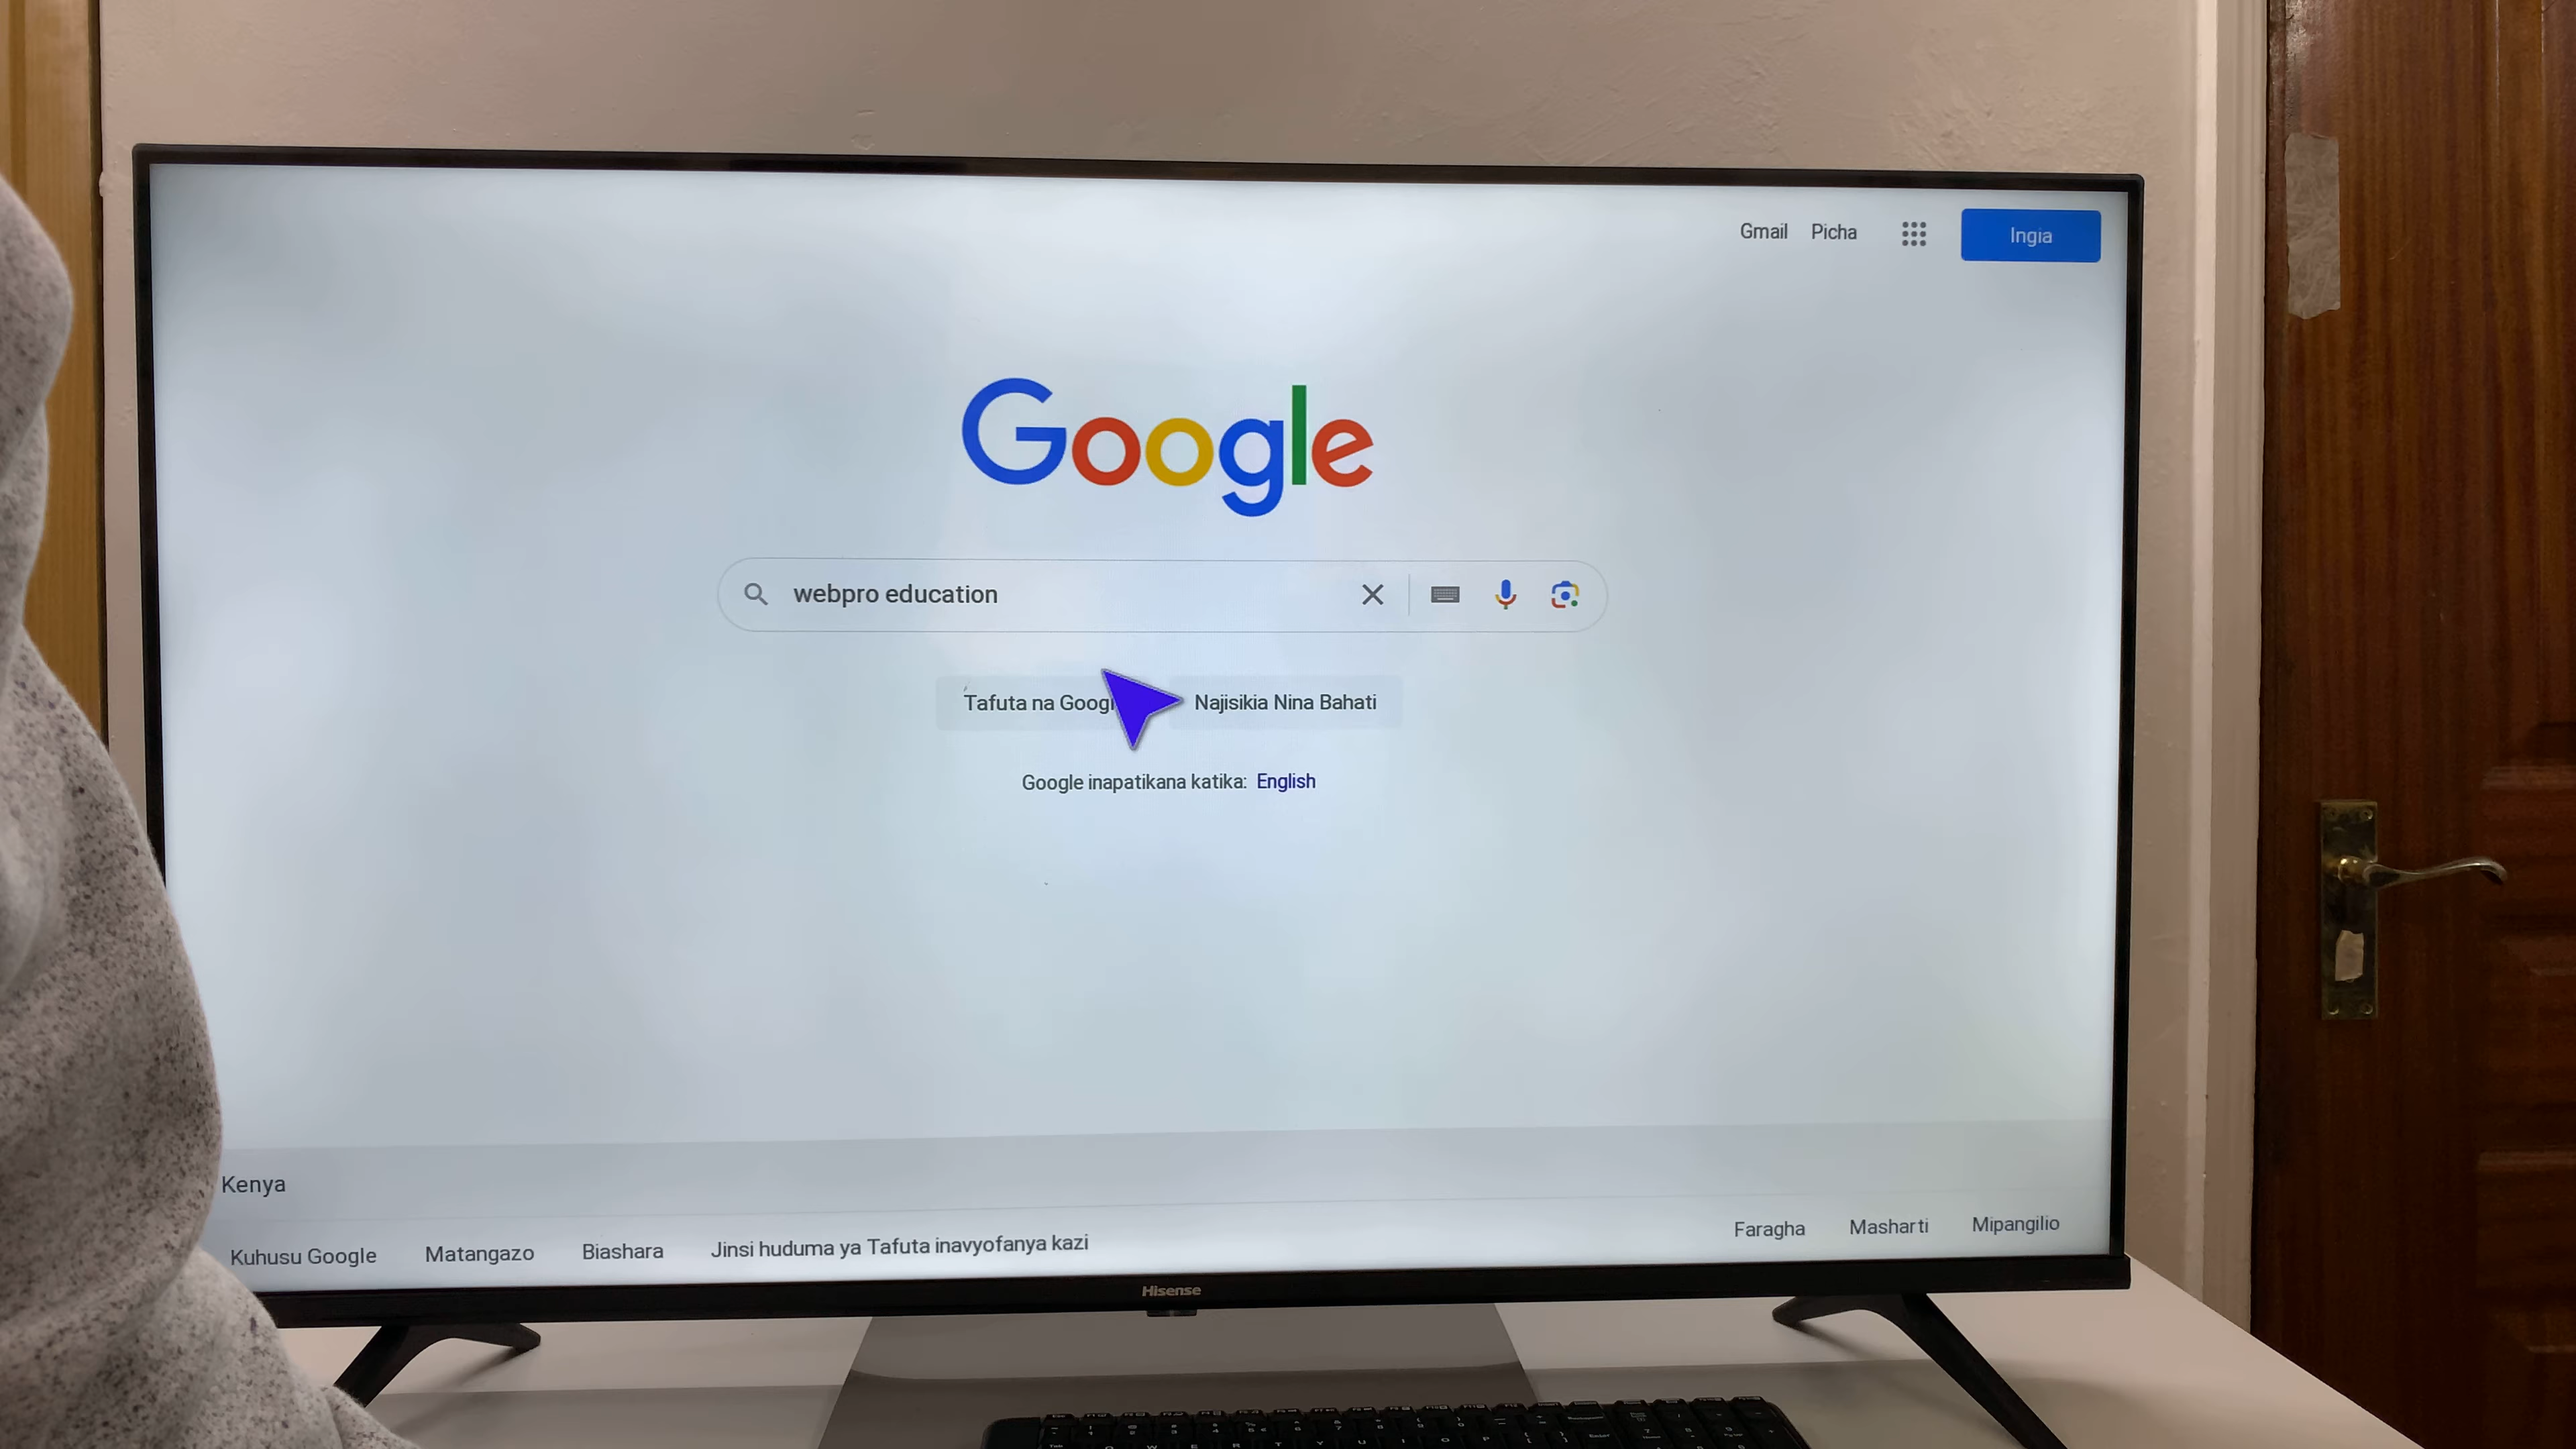 Gmail Picha Ingia
Google
webpro education
Tafuta na Googl Najisikia Nina Bahati
Google inapatikana katika: English
Kenya
Kuhusu Google Matangazo Biashara Jinsi huduma ya Tafuta inavyofanya kazi Faragha Masharti Mipangilio
Hisense